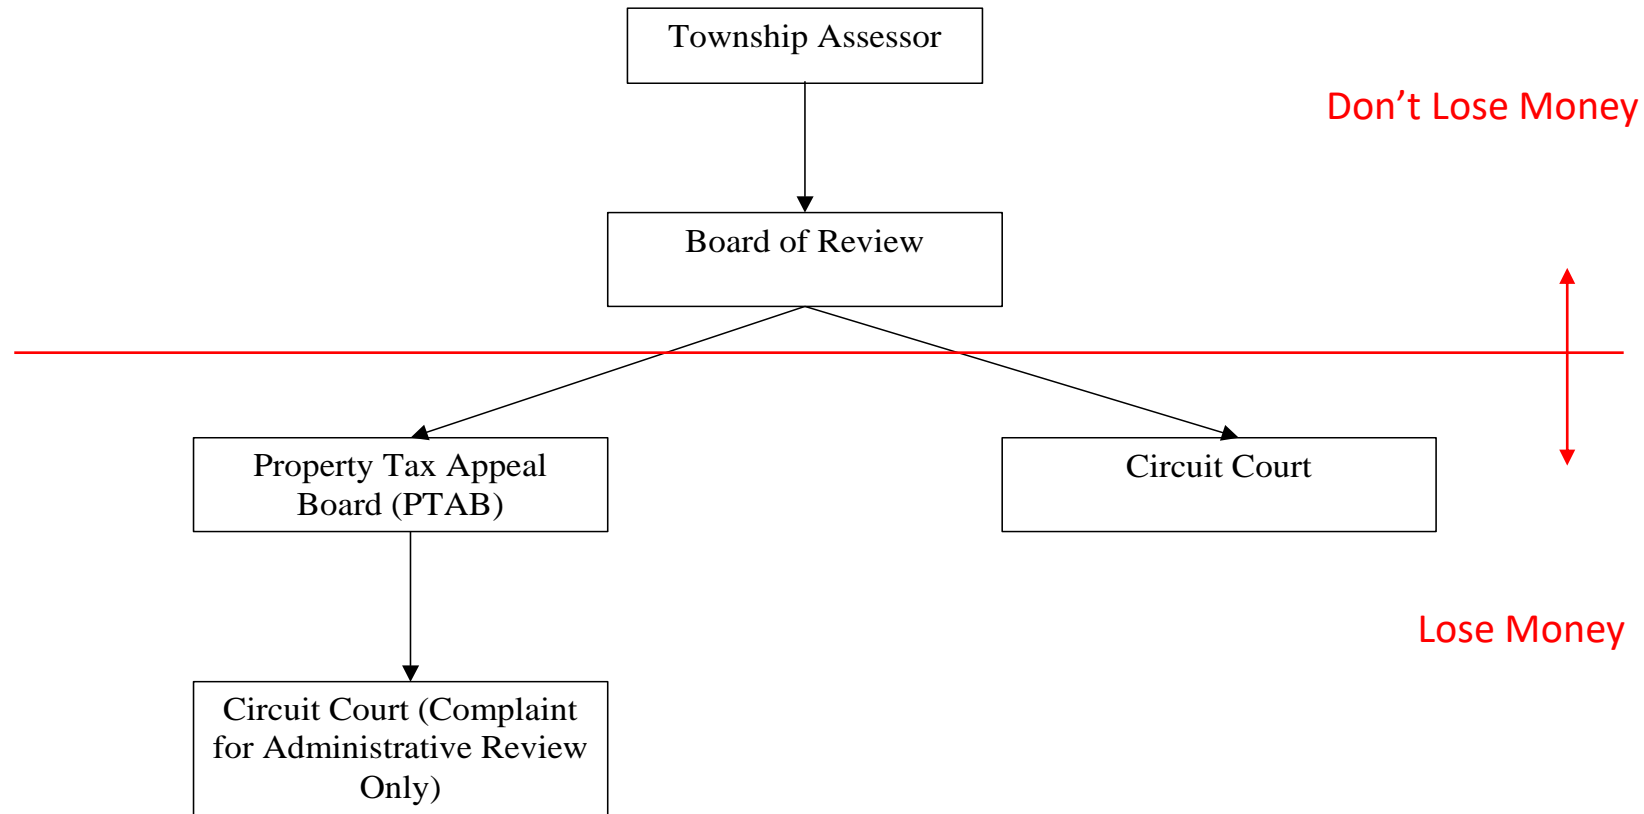 Township Assessor
Don’t Lose Money
Board of Review
Property Tax Appeal
Board (PTAB)
Circuit Court
Lose Money
Circuit Court (Complaint
for Administrative Review
Only)